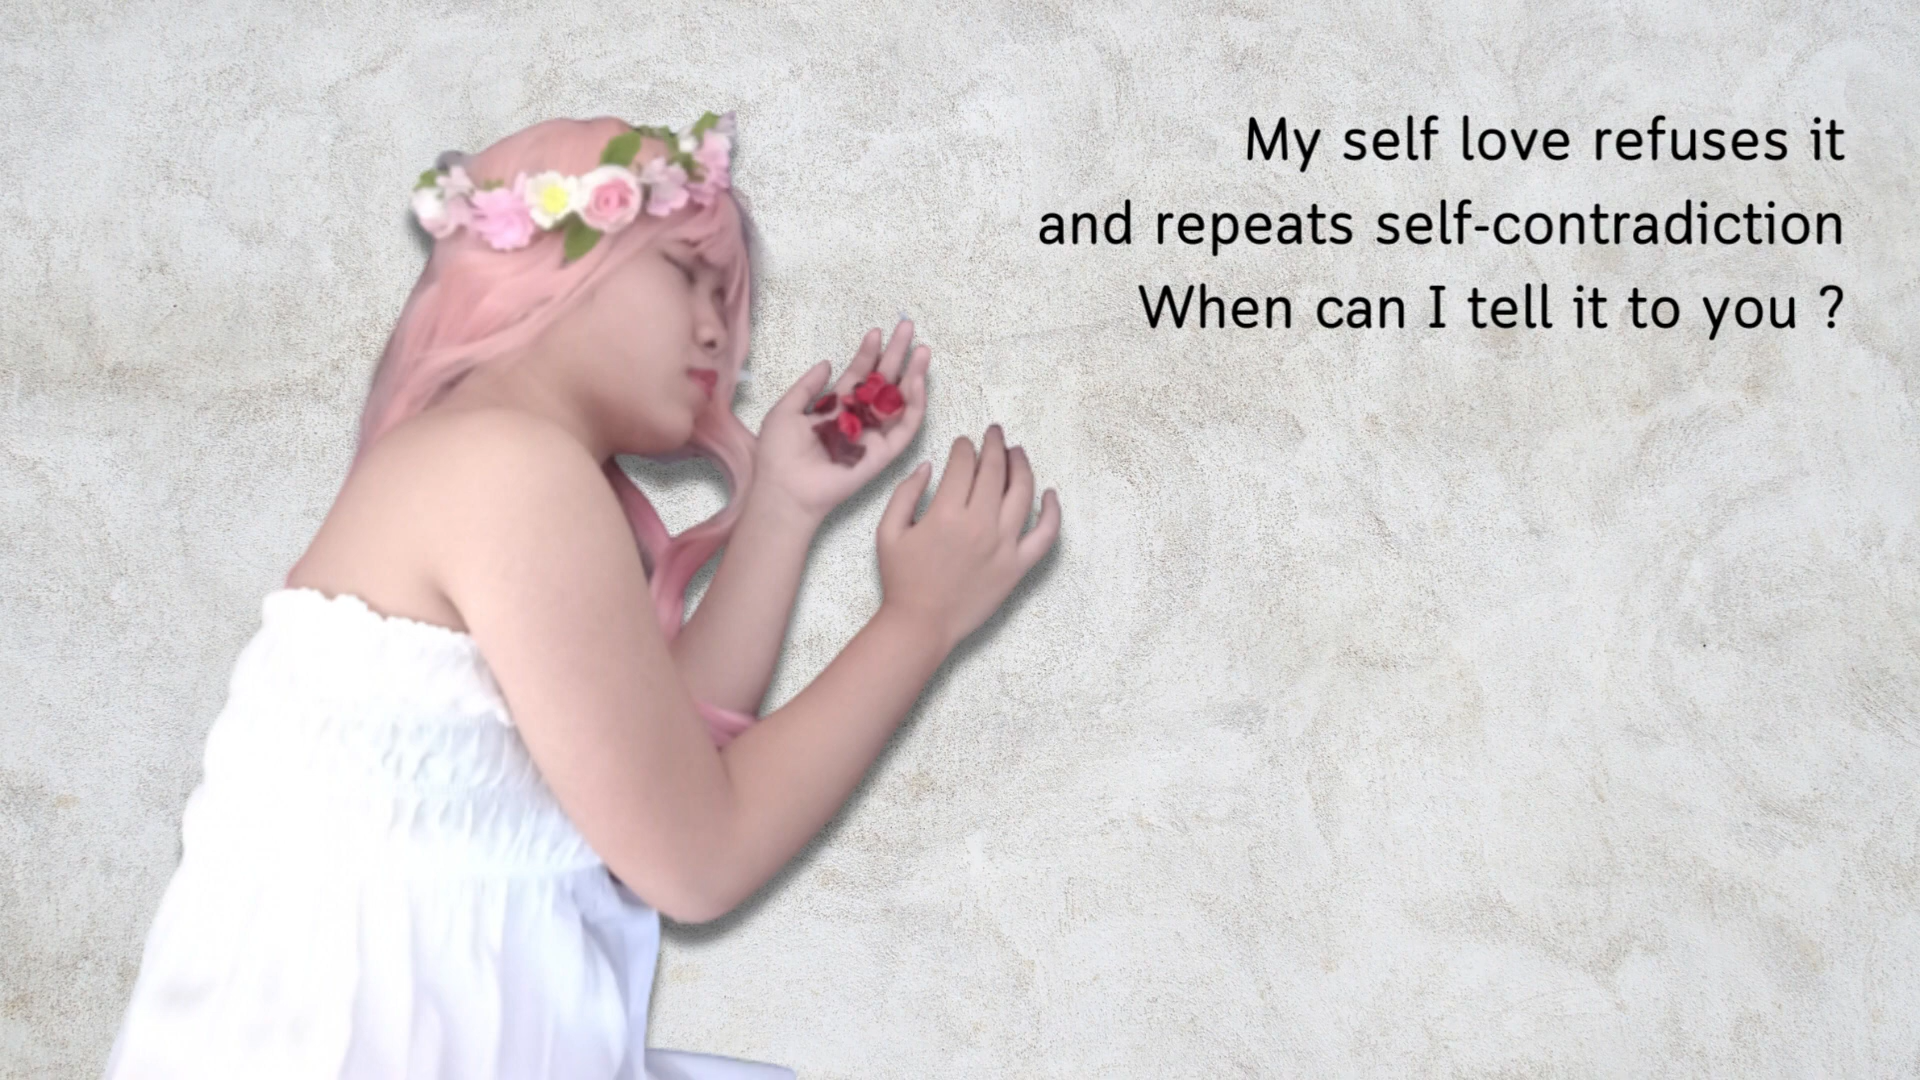 My self love refuses it
and repeats self-contradiction
When can I tell it to you ?